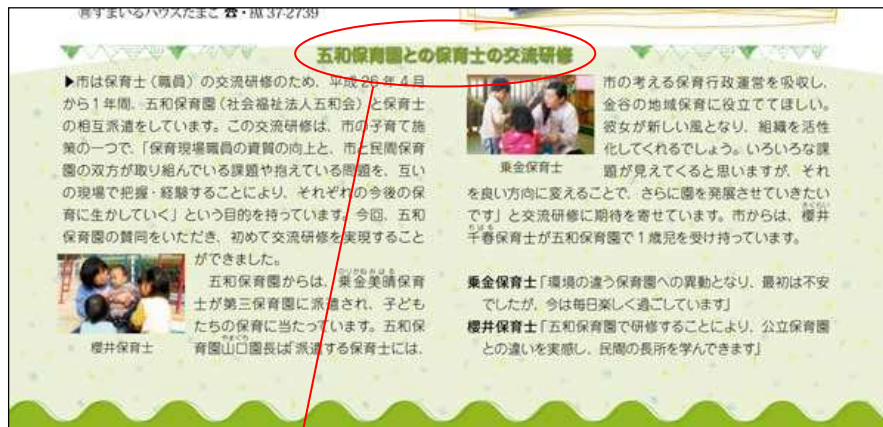 ㊄すまいるハウスたまこ ☎・FAX 37-2739
五和保育園との保育士の交流研修
▶市は保育士(職員)の交流研修のため、平成26年4月
から1年間、五和保育園(社会福祉法人五和会)と保育士
の相互派遣をしています。この交流研修は、市の子育て施
策の一つで、「保育現場職員の資質の向上と、市と民間保育
園の双方が取り組んでいる課題や抱えている問題を、互い
の現場で把握・経験することにより、それぞれの今後の保
育に生かしていく」という目的を持っています。今回、五和
保育園の賛同をいただき、初めて交流研修を実現すること
ができました。
五和保育園からは、乗金美晴保育
士が第三保育園に派遣され、子ども
たちの保育に当たっています。五和保
育園山口園長は「派遣する保育士には、
櫻井保育士
市の考える保育行政運営を吸収し、
金谷の地域保育に役立ててほしい。
彼女が新しい風となり、組織を活性
化してくれるでしょう。いろいろな課
題が見えてくると思いますが、それ
乗金保育士
を良い方向に変えることで、さらに園を発展させていきたい
です」と交流研修に期待を寄せています。市からは、櫻井
千春保育士が五和保育園で1歳児を受け持っています。
乗金保育士「環境の違う保育園への異動となり、最初は不安
でしたが、今は毎日楽しく過ごしています」
櫻井保育士「五和保育園で研修することにより、公立保育園
との違いを実感し、民間の長所を学んできます」